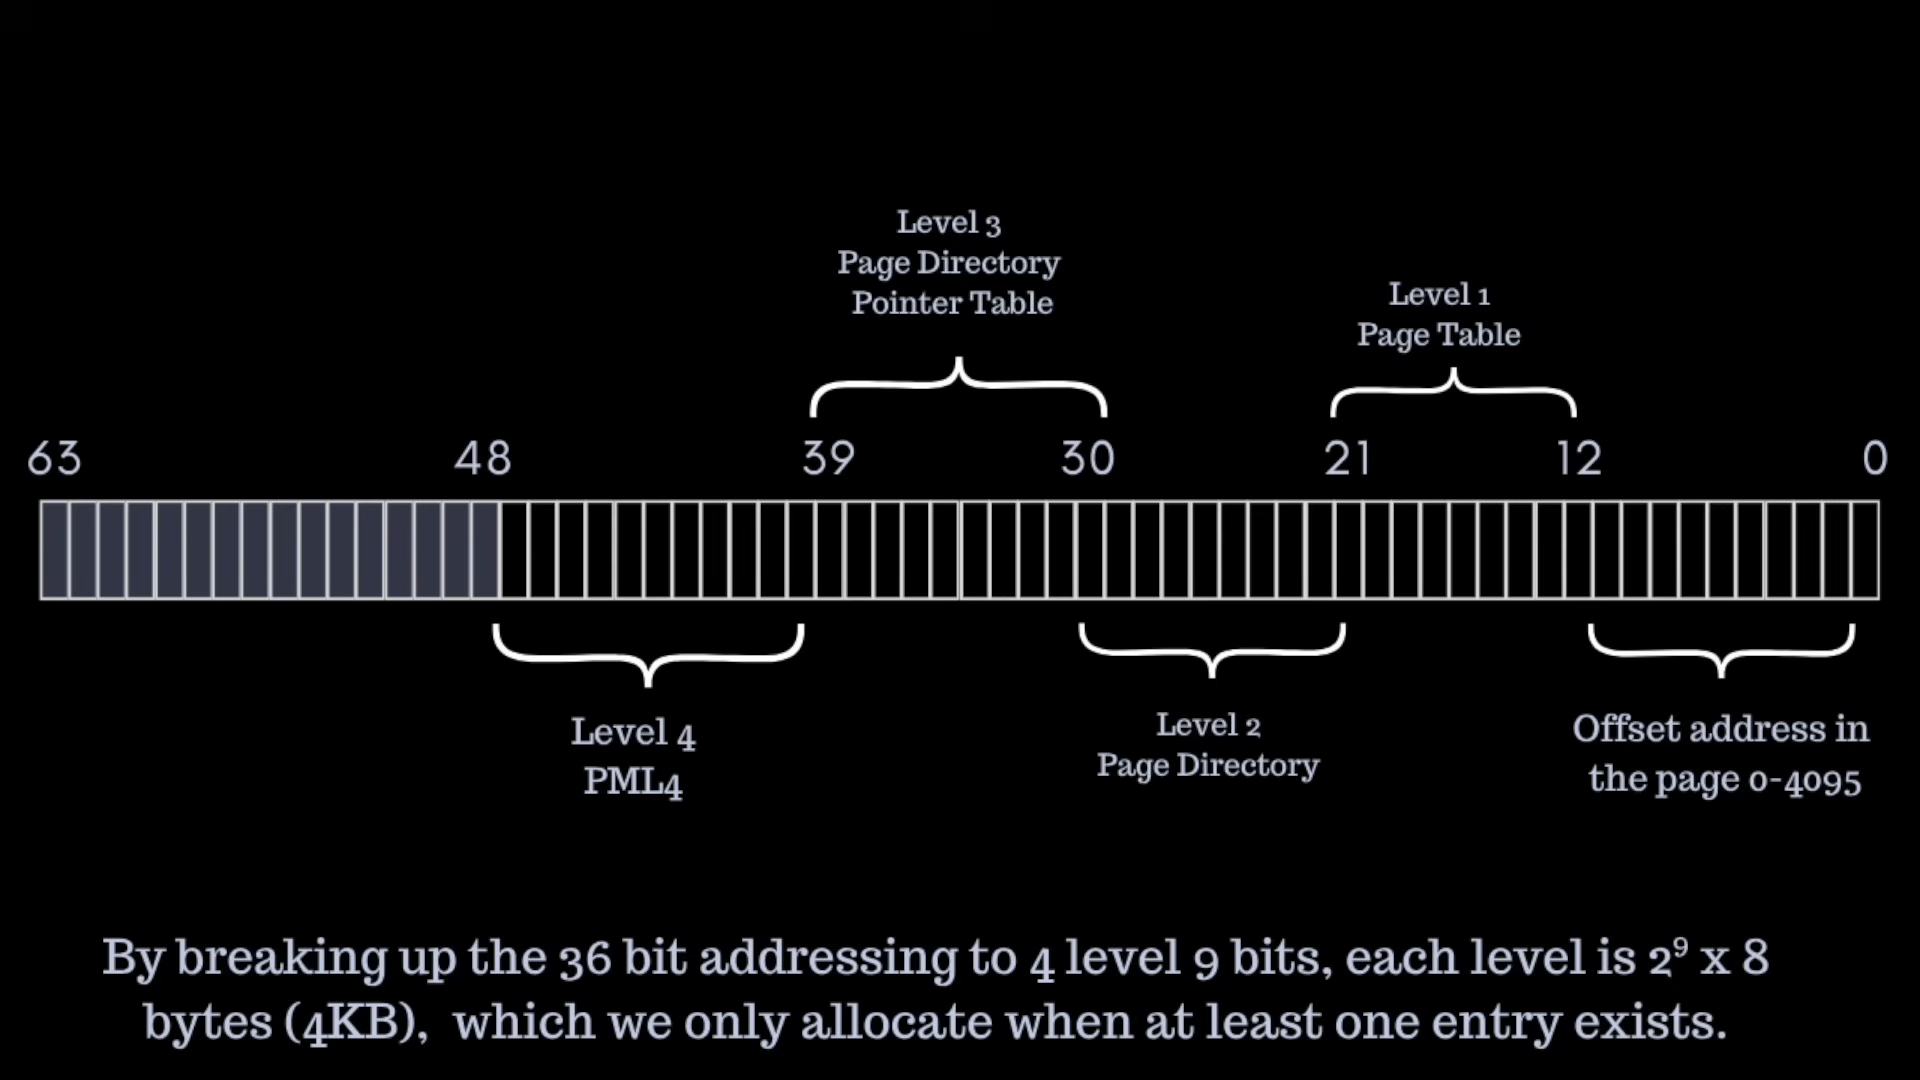 Level 3
Page Directory
Pointer Table
Level 1
Page Table
63 48 39 30 21 12 0
Level 4
PML4
Level 2
Page Directory
Offset address in
the page 0-4095
By breaking up the 36 bit addressing to 4 level 9 bits, each level is 2⁹ x 8
bytes (4KB), which we only allocate when at least one entry exists.